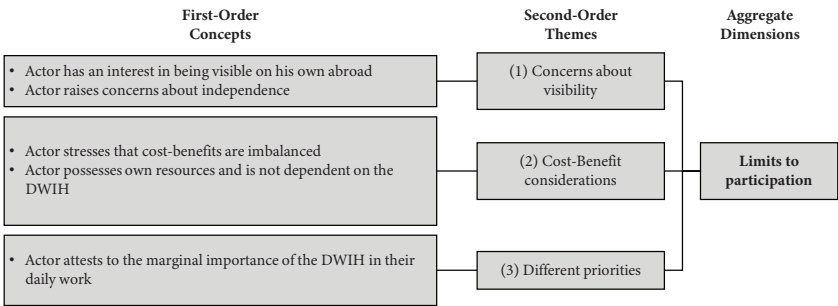 First-Order
Concepts
Second-Order
Themes
Aggregate
Dimensions
• Actor has an interest in being visible on his own abroad
• Actor raises concerns about independence
(1) Concerns about
visibility
• Actor stresses that cost-benefits are imbalanced
• Actor possesses own resources and is not dependent on the
DWIH
(2) Cost-Benefit
considerations
Limits to
participation
• Actor attests to the marginal importance of the DWIH in their
daily work
(3) Different priorities